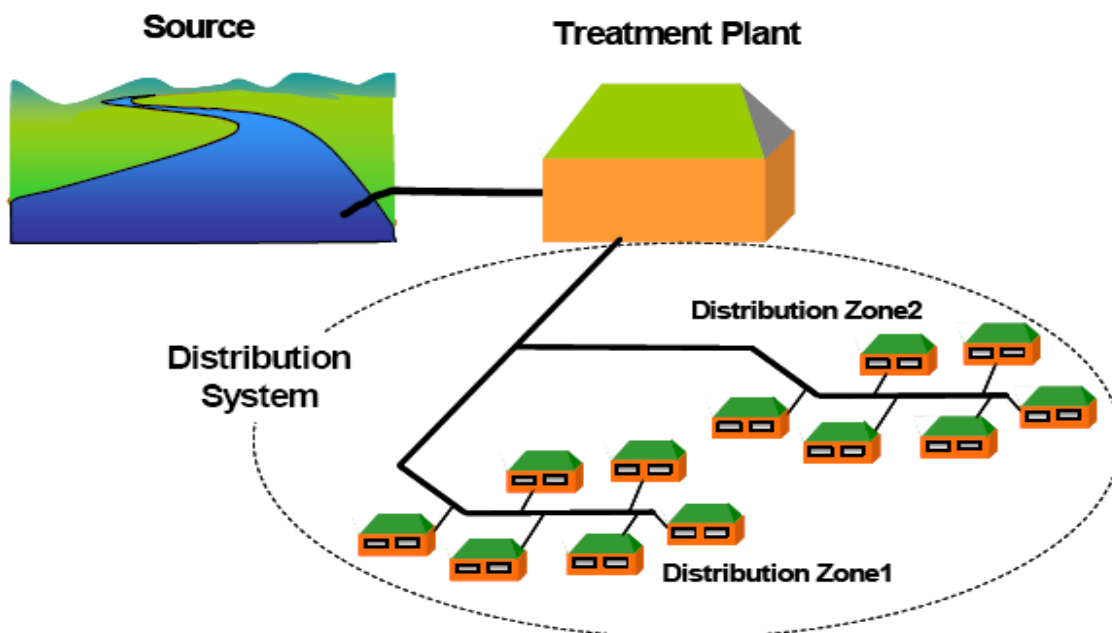 Source
Treatment Plant
Distribution Zone2
Distribution
System
Distribution Zone1